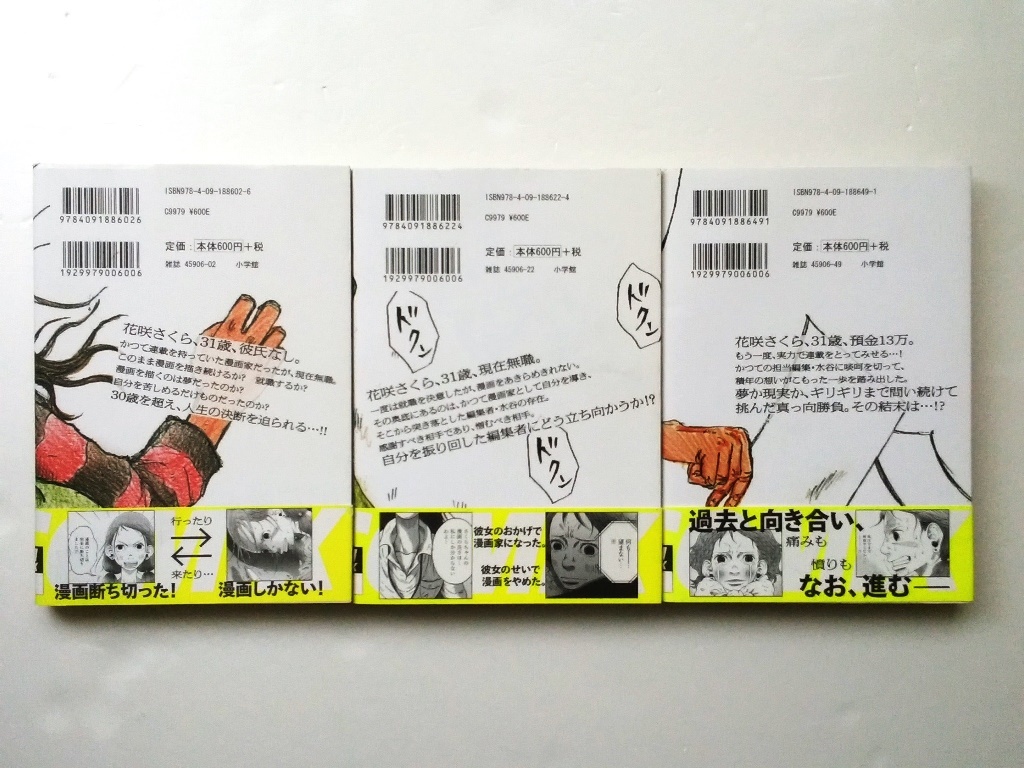 ISBN978-4-09-188602-6
C9979 ¥600E
9784091886026
定価：本体600円＋税
雑誌 45906-02 小学館
1929979006006
花咲さくら、31歳、彼氏なし。
かつて連載を持っていた漫画家だったが、現在無職。
このまま漫画を描き続けるか? 就職するか?
漫画を描くのは夢だったのか?
自分を苦しめるだけものだったのか?
30歳を超え、人生の決断を迫られる…!!
行ったり
来たり…
漫画断ち切った!
漫画しかない!
ISBN978-4-09-188622-4
C9979 ¥600E
9784091886224
定価：本体600円＋税
雑誌 45906-22 小学館
1929979006006
ドクン
ドクン
花咲さくら、31歳、現在無職。
一度は就職を決意したが、漫画をあきらめきれない。
その奥底にあるのは、かつて漫画家として自分を導き、
そこから突き落とした編集者・水谷の存在。
感謝すべき相手であり、憎むべき相手。
自分を振り回した編集者にどう立ち向かうか!?
ドクン
彼女のおかげで
漫画家になった。
彼女のせいで
漫画をやめた。
ISBN978-4-09-188649-1
C9979 ¥600E
9784091886491
定価：本体600円＋税
雑誌 45906-49 小学館
1929979006006
花咲さくら、31歳、預金13万。
もう一度、実力で連載をとってみせる…!
かつての担当編集・水谷に啖呵を切って、
積年の想いがこもった一歩を踏み出した。
夢か現実か、ギリギリまで問い続けて
挑んだ真っ向勝負。その結末は…!?
過去と向き合い、
痛みも
憤りも
なお、進む――